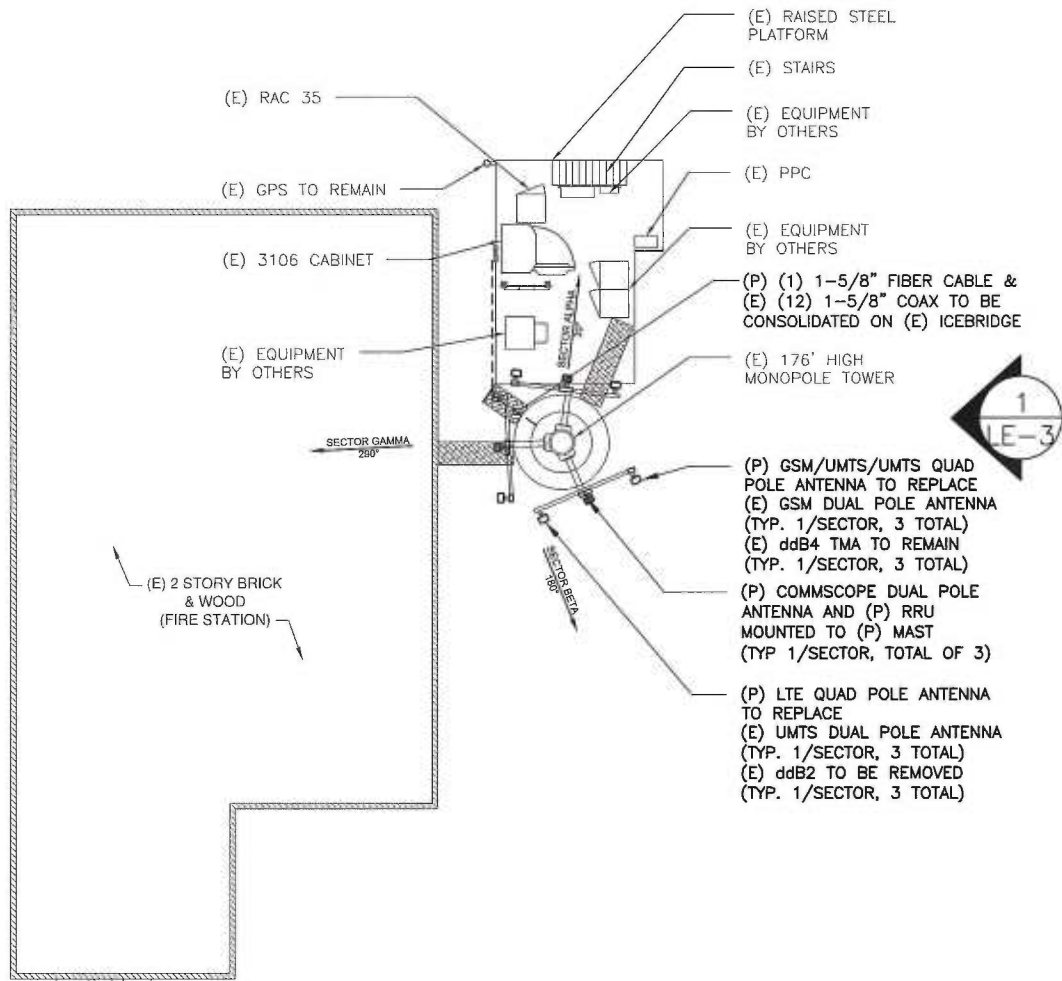 (E) RAISED STEEL
PLATFORM
(E) STAIRS
(E) RAC 35
(E) EQUIPMENT
BY OTHERS
(E) GPS TO REMAIN
(E) PPC
(E) EQUIPMENT
BY OTHERS
(E) 3106 CABINET
(P) (1) 1-5/8" FIBER CABLE &
(E) (12) 1-5/8" COAX TO BE
CONSOLIDATED ON (E) ICEBRIDGE
SECTOR ALPHA
(E) EQUIPMENT
BY OTHERS
(E) 176' HIGH
MONOPOLE TOWER
1
LE-3
SECTOR GAMMA
290°
(P) GSM/UMTS/UMTS QUAD
POLE ANTENNA TO REPLACE
(E) GSM DUAL POLE ANTENNA
(TYP. 1/SECTOR, 3 TOTAL)
(E) ddB4 TMA TO REMAIN
(TYP. 1/SECTOR, 3 TOTAL)
SECTOR BETA
180°
(E) 2 STORY BRICK
& WOOD
(FIRE STATION)
(P) COMMSCOPE DUAL POLE
ANTENNA AND (P) RRU
MOUNTED TO (P) MAST
(TYP 1/SECTOR, TOTAL OF 3)
(P) LTE QUAD POLE ANTENNA
TO REPLACE
(E) UMTS DUAL POLE ANTENNA
(TYP. 1/SECTOR, 3 TOTAL)
(E) ddB2 TO BE REMOVED
(TYP. 1/SECTOR, 3 TOTAL)